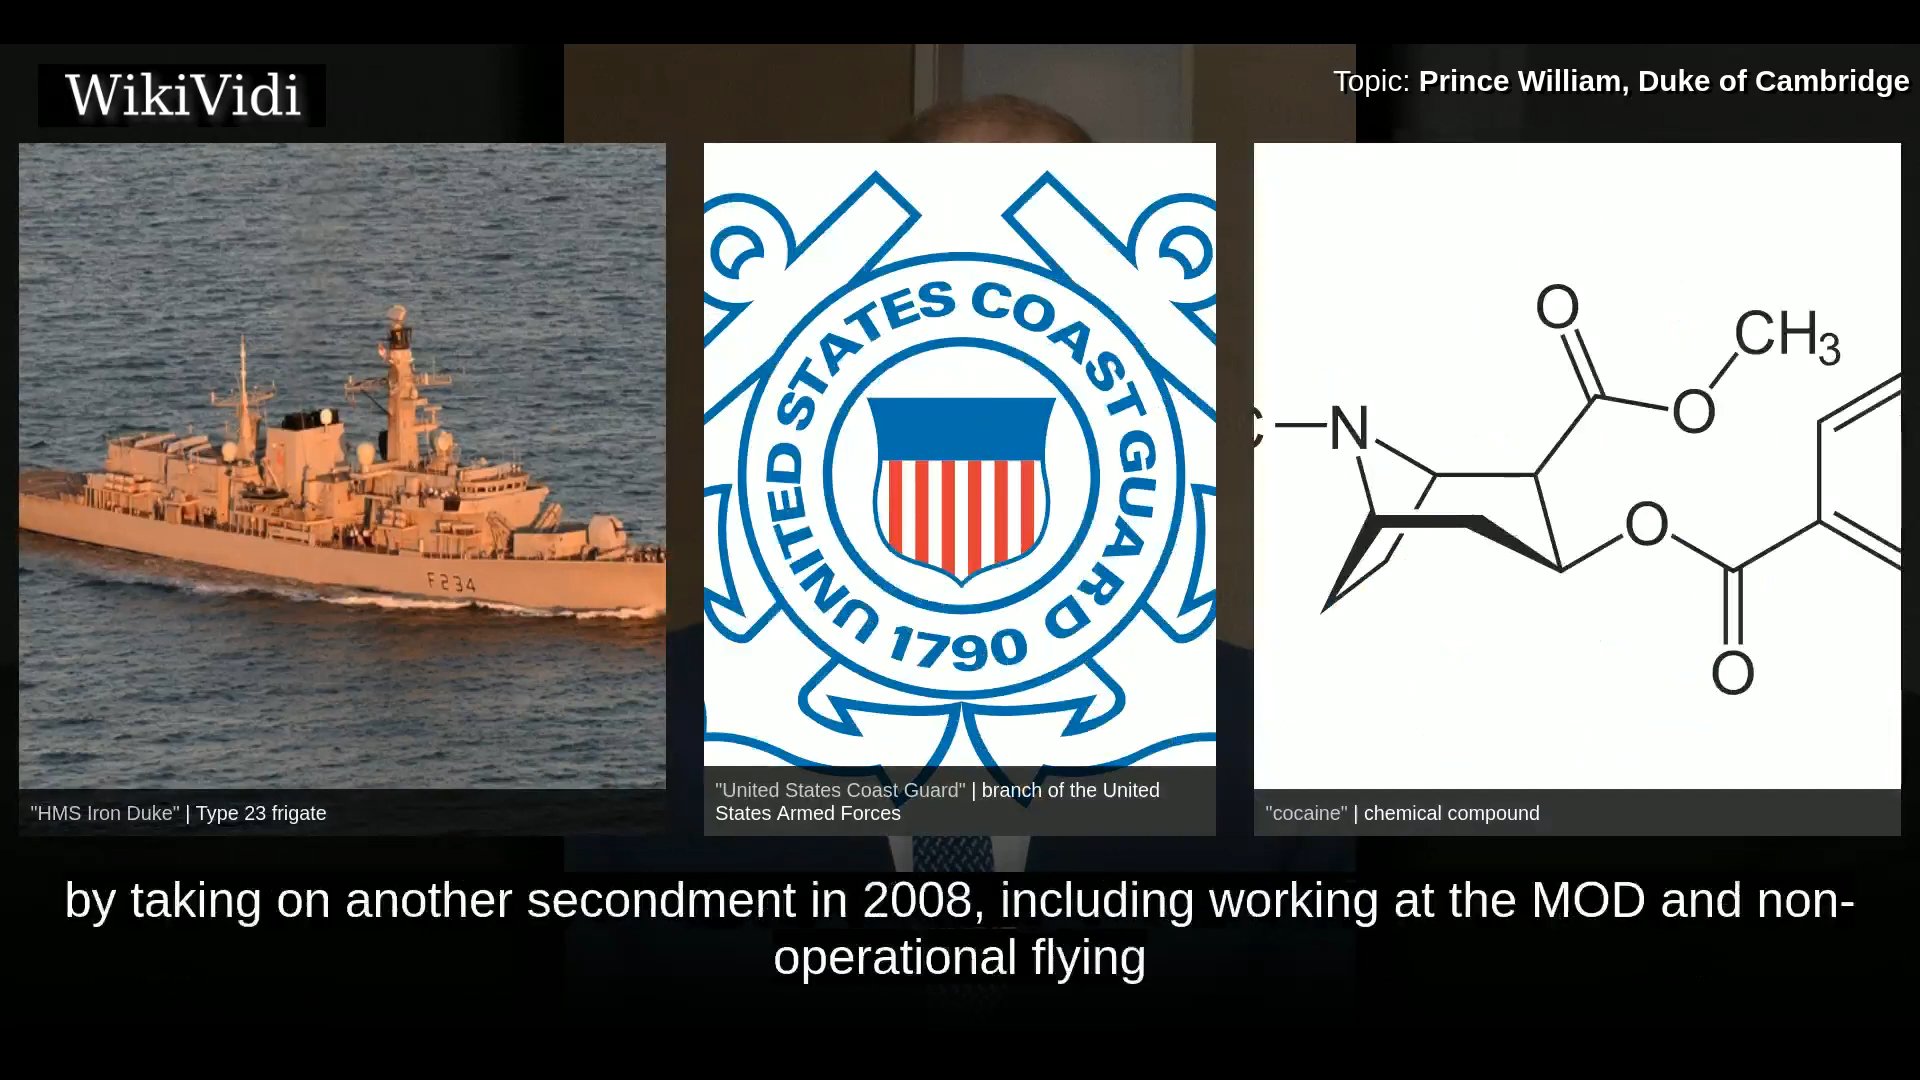 WikiVidi
Topic: Prince William, Duke of Cambridge
F234
UNITED STATES COAST GUARD
1790
O
CH3
N
O
O
O
"HMS Iron Duke" | Type 23 frigate
"United States Coast Guard" | branch of the United
States Armed Forces
"cocaine" | chemical compound
by taking on another secondment in 2008, including working at the MOD and non-
operational flying